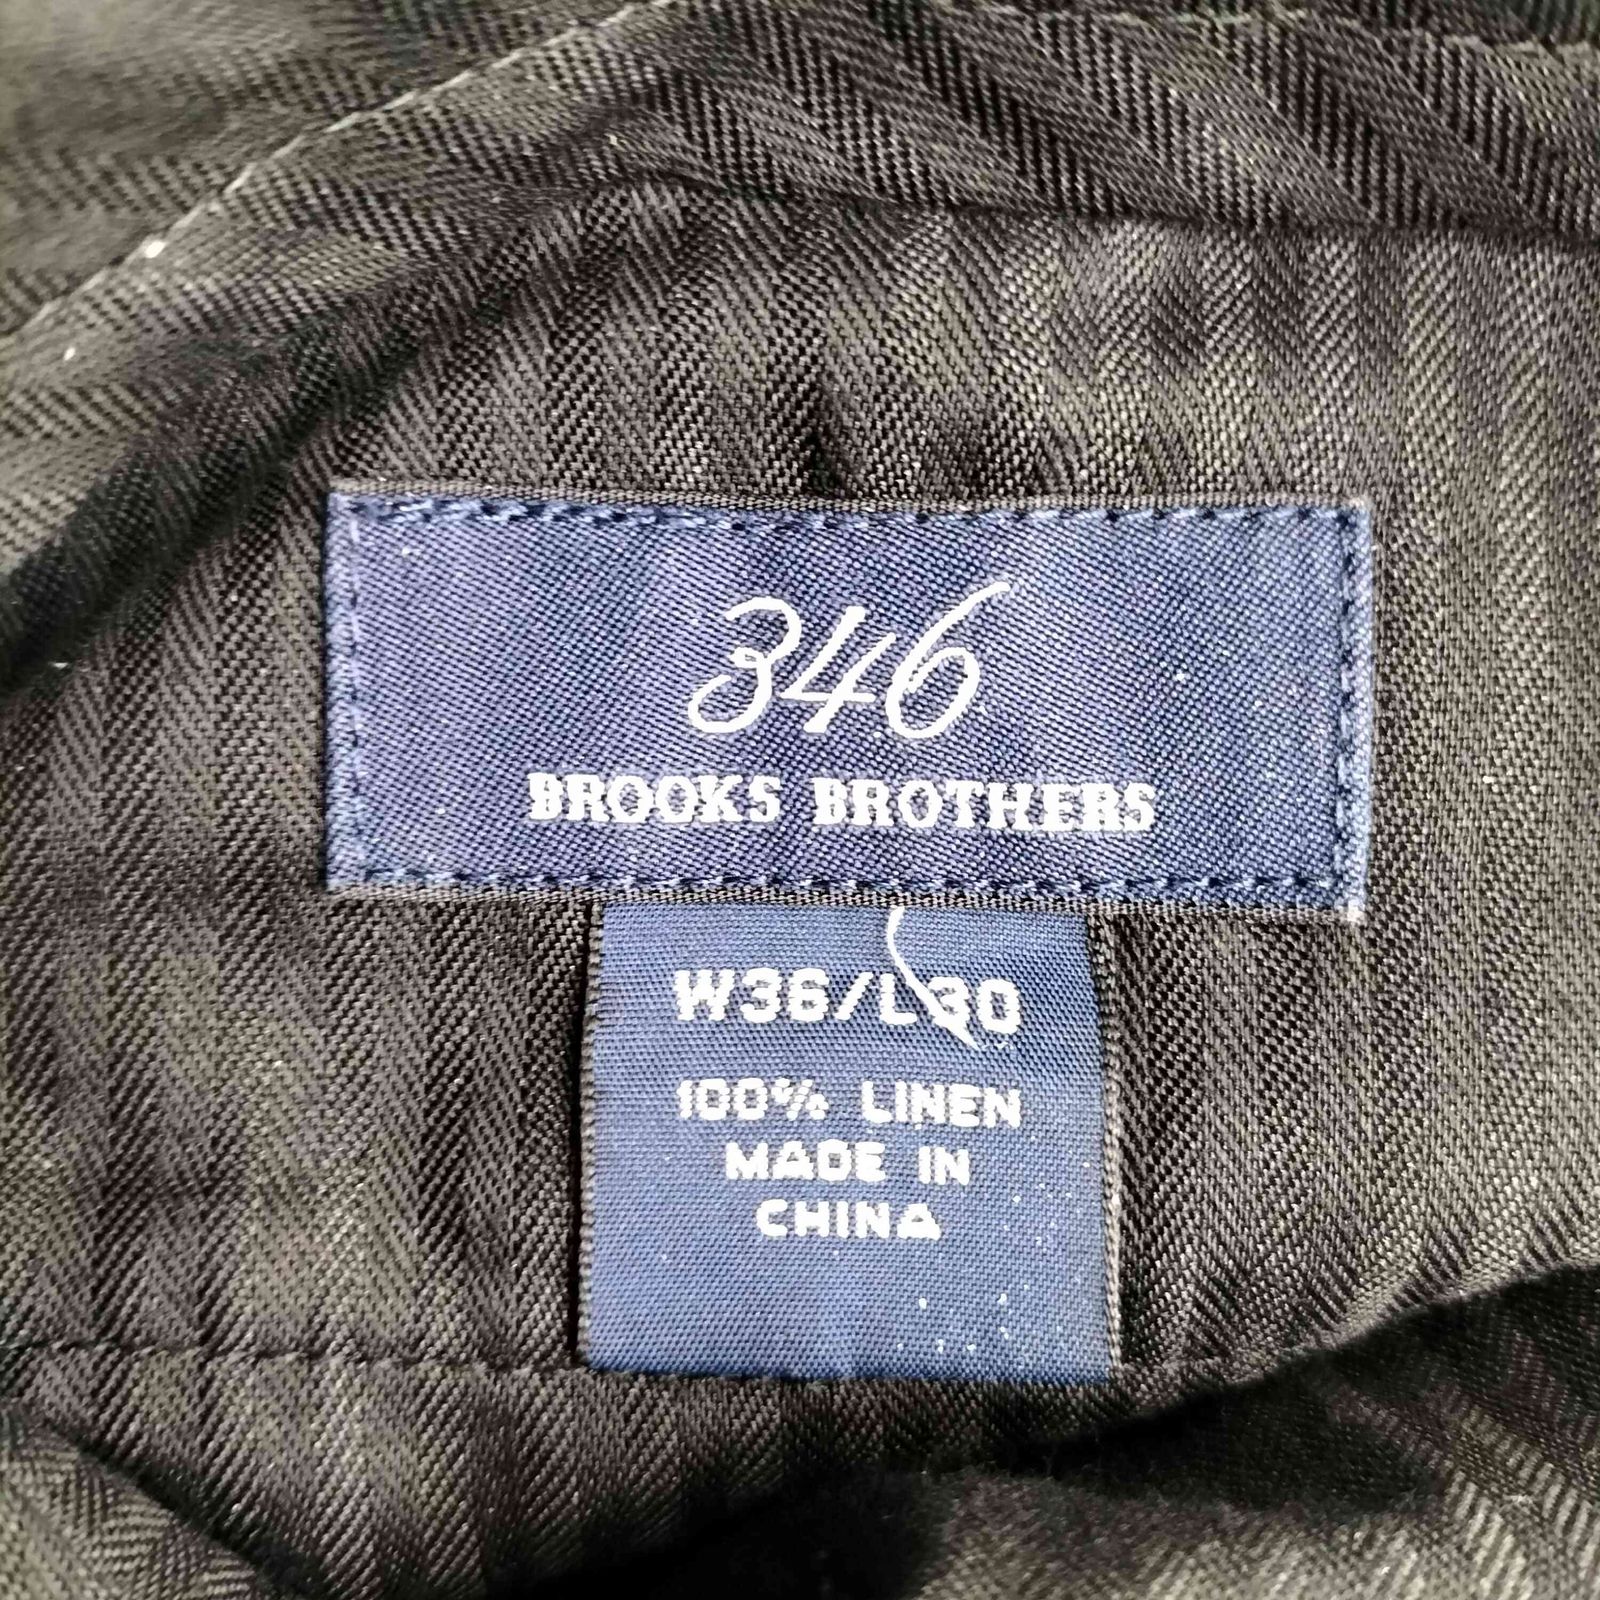 346
BROOKS BROTHERS
W36/L30
100% LINEN
MADE IN
CHINA